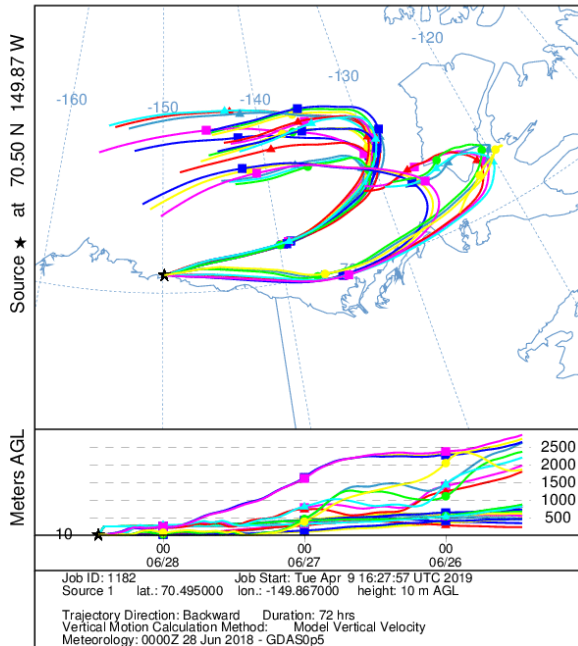 -120
-130
-140
-150
-160
Source ★ at 70.50 N 149.87 W
Meters AGL
2500
2000
1500
1000
500
10
00 00 00
06/28 06/27 06/26
Job ID: 1182 Job Start: Tue Apr 9 16:27:57 UTC 2019
Source 1 lat.: 70.495000 lon.: -149.867000 height: 10 m AGL
Trajectory Direction: Backward Duration: 72 hrs
Vertical Motion Calculation Method: Model Vertical Velocity
Meteorology: 0000Z 28 Jun 2018 - GDAS0p5